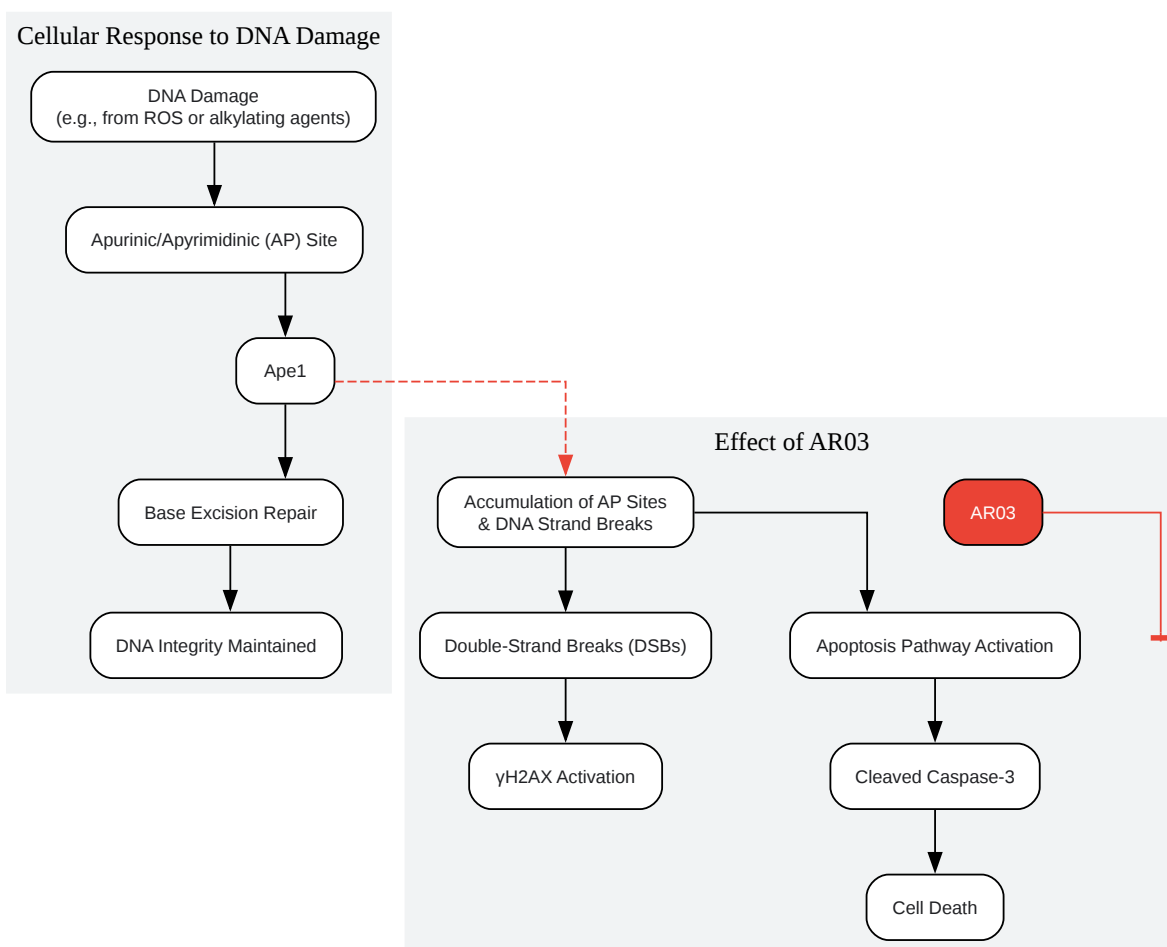 Cellular Response to DNA Damage
DNA Damage
(e.g., from ROS or alkylating agents)
Apurinic/Apyrimidinic (AP) Site
Ape1
Base Excision Repair
DNA Integrity Maintained
Effect of AR03
Accumulation of AP Sites
& DNA Strand Breaks
AR03
Double-Strand Breaks (DSBs)
Apoptosis Pathway Activation
γH2AX Activation
Cleaved Caspase-3
Cell Death